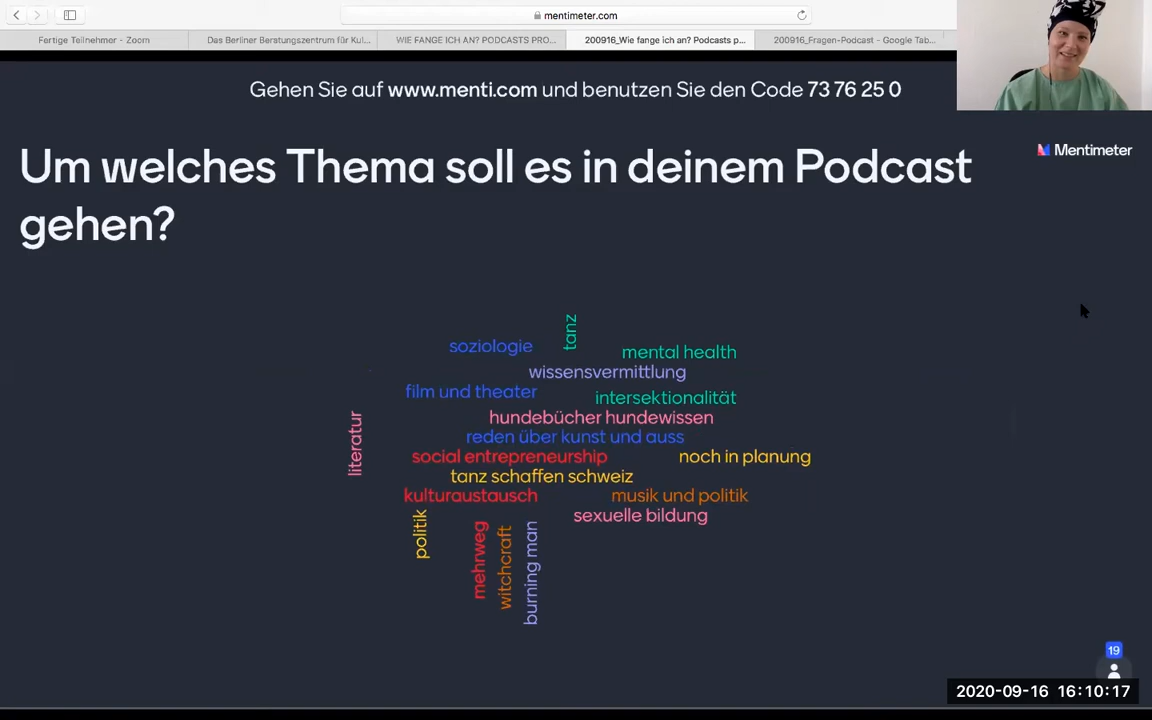 mentimeter.com
Fertige Teilnehmer - Zoom
Das Berliner Beratungszentrum für Kul...
WIE FANGE ICH AN? PODCASTS PRO...
200916_Wie fange ich an? Podcasts p...
200916_Fragen-Podcast - Google Tab...
Gehen Sie auf www.menti.com und benutzen Sie den Code 73 76 25 0
Mentimeter
Um welches Thema soll es in deinem Podcast
gehen?
tanz
soziologie
mental health
wissensvermittlung
film und theater
intersektionalität
literatur
hundebücher hundewissen
reden über kunst und auss
social entrepreneurship
noch in planung
tanz schaffen schweiz
kulturaustausch
musik und politik
sexuelle bildung
politik
mehrweg
witchcraft
burning man
19
2020-09-16 16:10:17